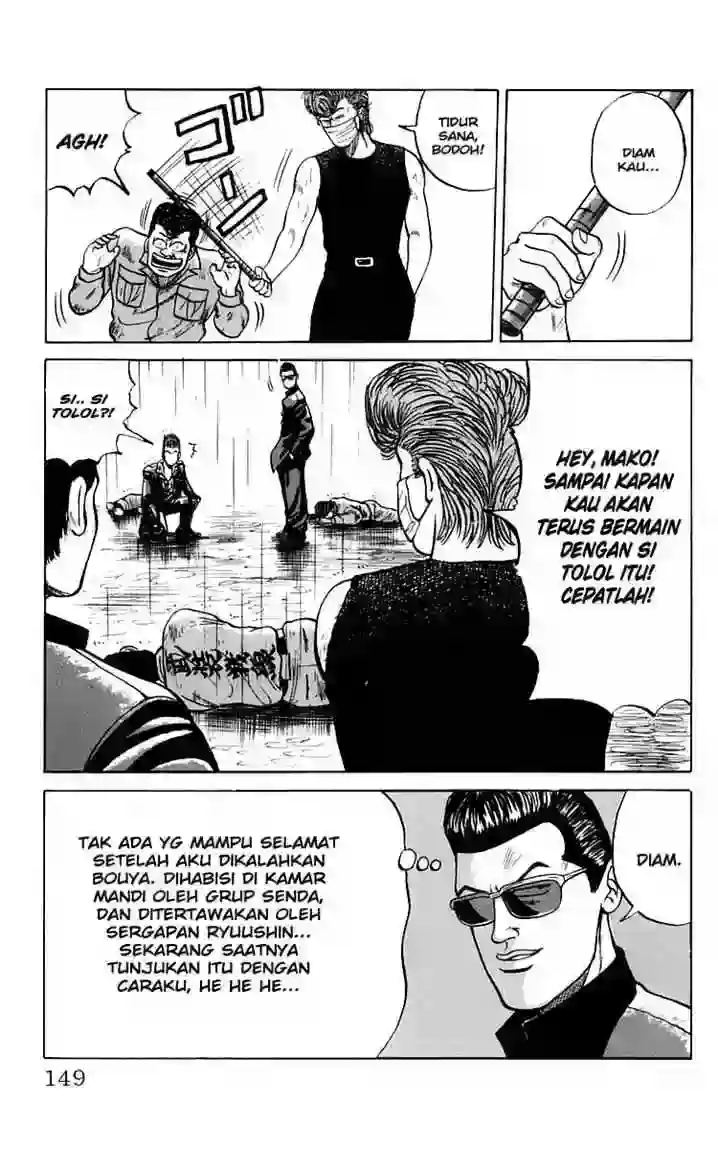 DIAM
KAU...
TIDUR
SANA,
BODOH!
ゴン
AGH!
HEY, MAKO!
SAMPAI KAPAN
KAU AKAN
TERUS BERMAIN
DENGAN SI
TOLOL ITU!
CEPATLAH!
SI.. SI
TOLOL?!
DIAM.
TAK ADA YG MAMPU SELAMAT
SETELAH AKU DIKALAHKAN
BOUYA. DIHABISI DI KAMAR
MANDI OLEH GRUP SENDA,
DAN DITERTAWAKAN OLEH
SERGAPAN RYUUSHIN...
SEKARANG SAATNYA
TUNJUKAN ITU DENGAN
CARAKU, HE HE HE...
149